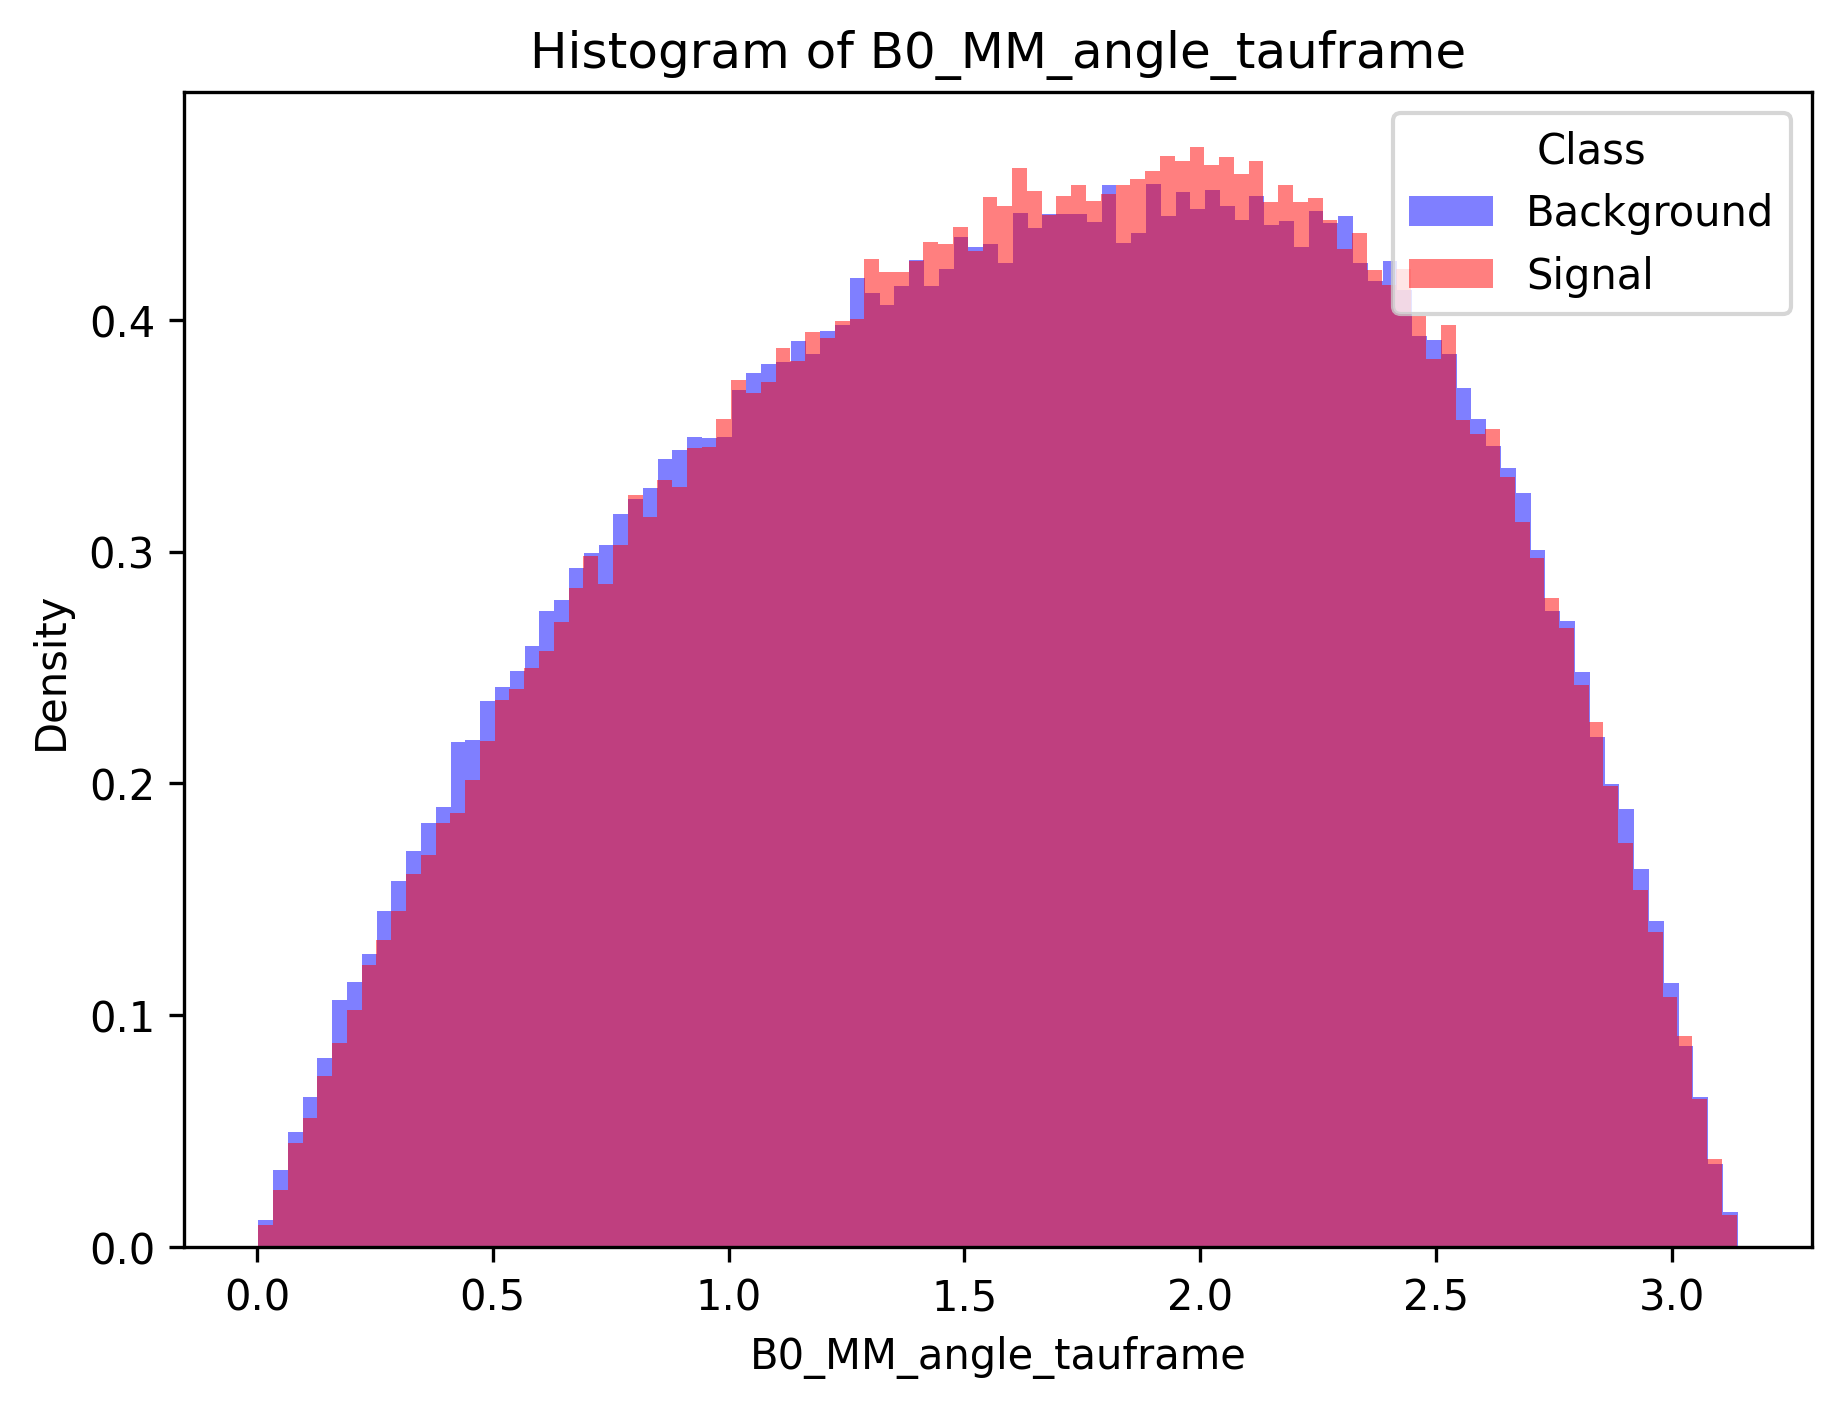 Histogram of B0_MM_angle_tauframe
Class
Background
Signal
Density
0.4
0.3
0.2
0.1
0.0
0.0 0.5 1.0 1.5 2.0 2.5 3.0
B0_MM_angle_tauframe